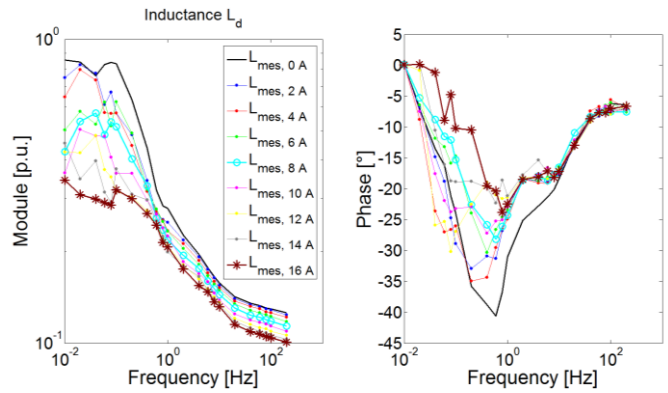 Inductance L_d
Module [p.u.]
10^0
10^-1
10^-2
10^0
10^2
Frequency [Hz]
L_mes, 0 A
L_mes, 2 A
L_mes, 4 A
L_mes, 6 A
L_mes, 8 A
L_mes, 10 A
L_mes, 12 A
L_mes, 14 A
L_mes, 16 A
Phase [°]
5
0
-5
-10
-15
-20
-25
-30
-35
-40
-45
10^-2
10^0
10^2
Frequency [Hz]